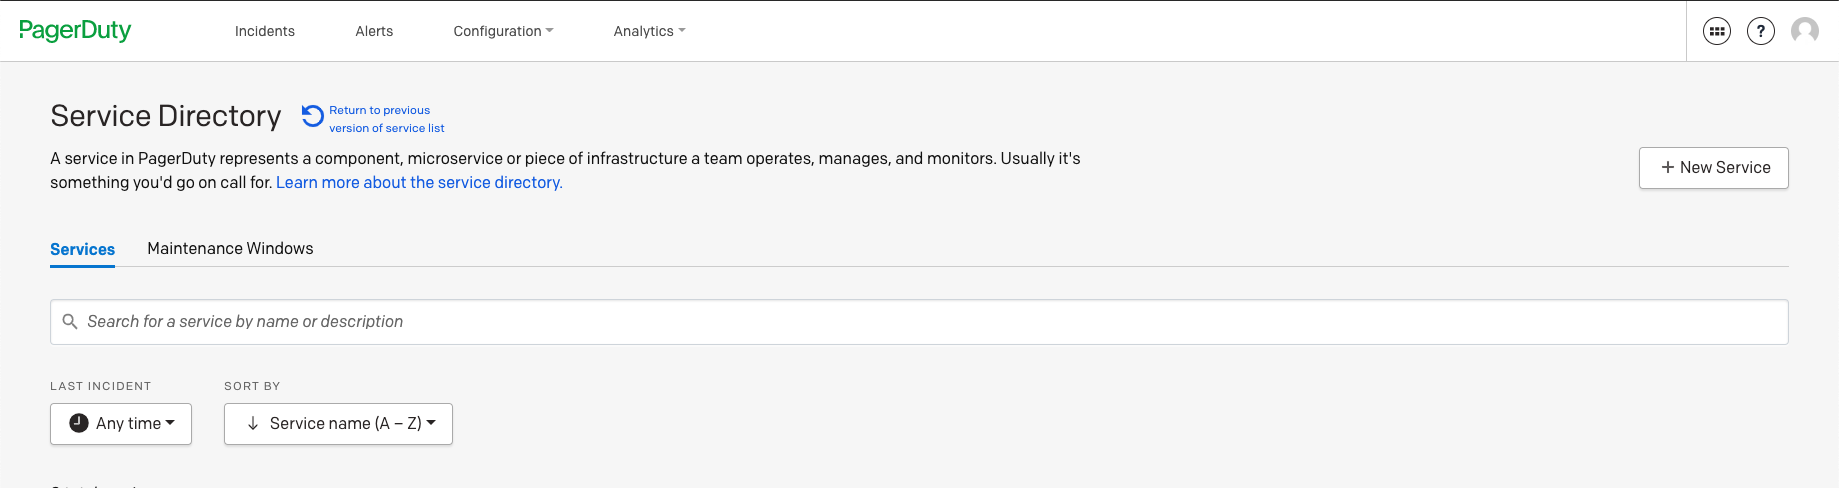 PagerDuty
Incidents
Alerts
Configuration
Analytics
?
Service Directory
Return to previous
version of service list
A service in PagerDuty represents a component, microservice or piece of infrastructure a team operates, manages, and monitors. Usually it's
something you'd go on call for. Learn more about the service directory.
+ New Service
Services
Maintenance Windows
Search for a service by name or description
LAST INCIDENT
SORT BY
Any time
↓ Service name (A – Z)